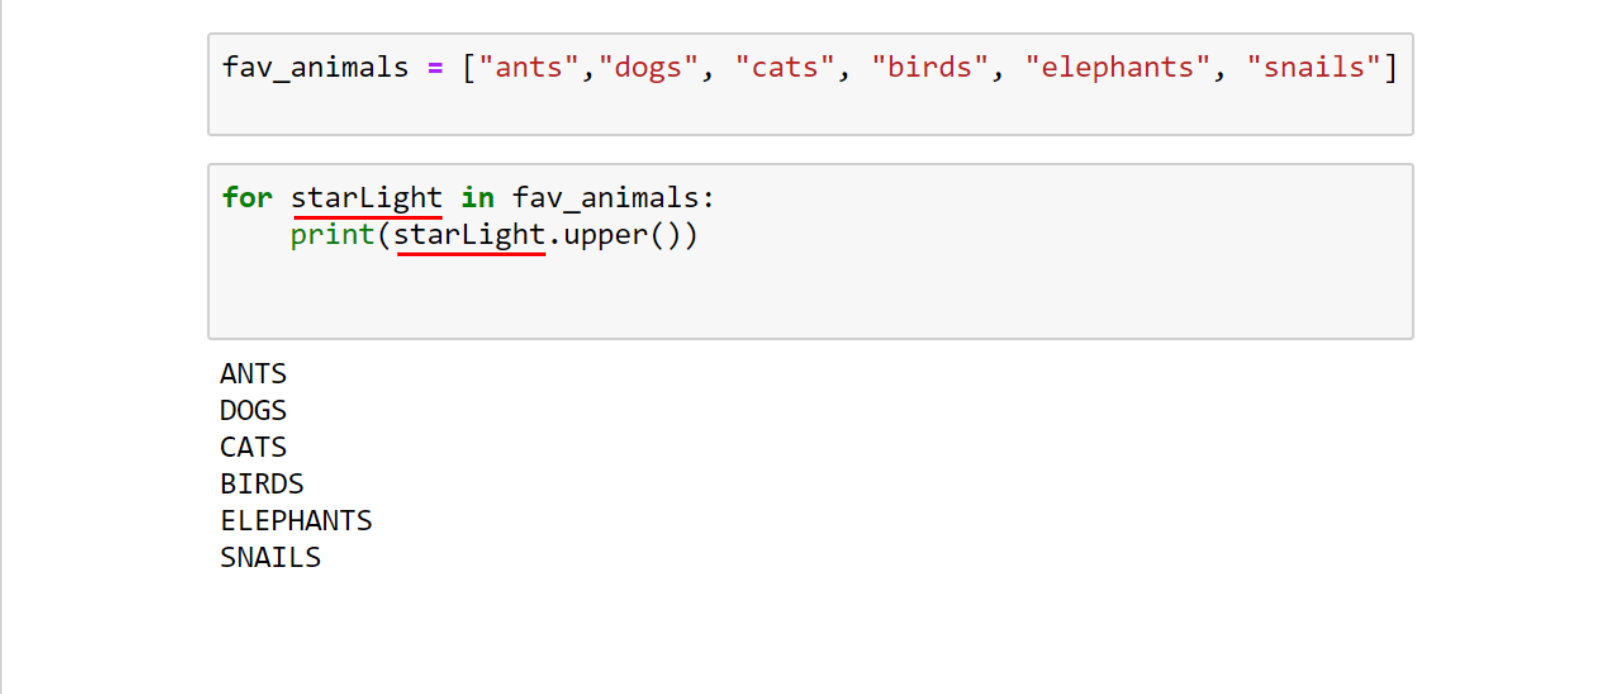 fav_animals = ["ants","dogs", "cats", "birds", "elephants", "snails"]
for starLight in fav_animals:
    print(starLight.upper())
ANTS
DOGS
CATS
BIRDS
ELEPHANTS
SNAILS